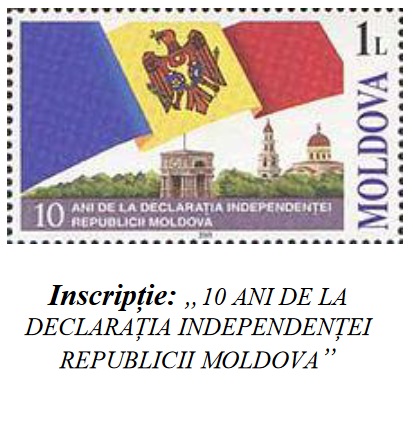 1L
MOLDOVA
10 ANI DE LA DECLARAȚIA INDEPENDENȚEI
REPUBLICII MOLDOVA
Inscripție: „10 ANI DE LA
DECLARAȚIA INDEPENDENȚEI
REPUBLICII MOLDOVA”